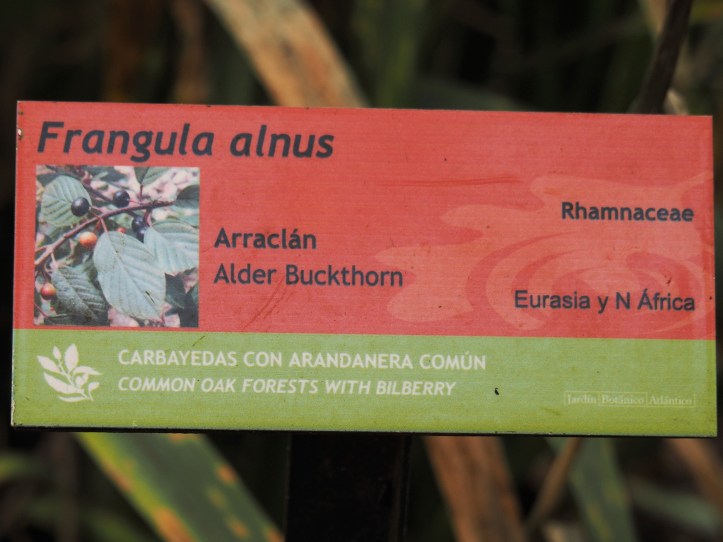 Frangula alnus
Rhamnaceae
Arraclán
Alder Buckthorn
Eurasia y N África
CARBAYEDAS CON ARANDANERA COMÚN
COMMON OAK FORESTS WITH BILBERRY
Jardín Botánico Atlántico